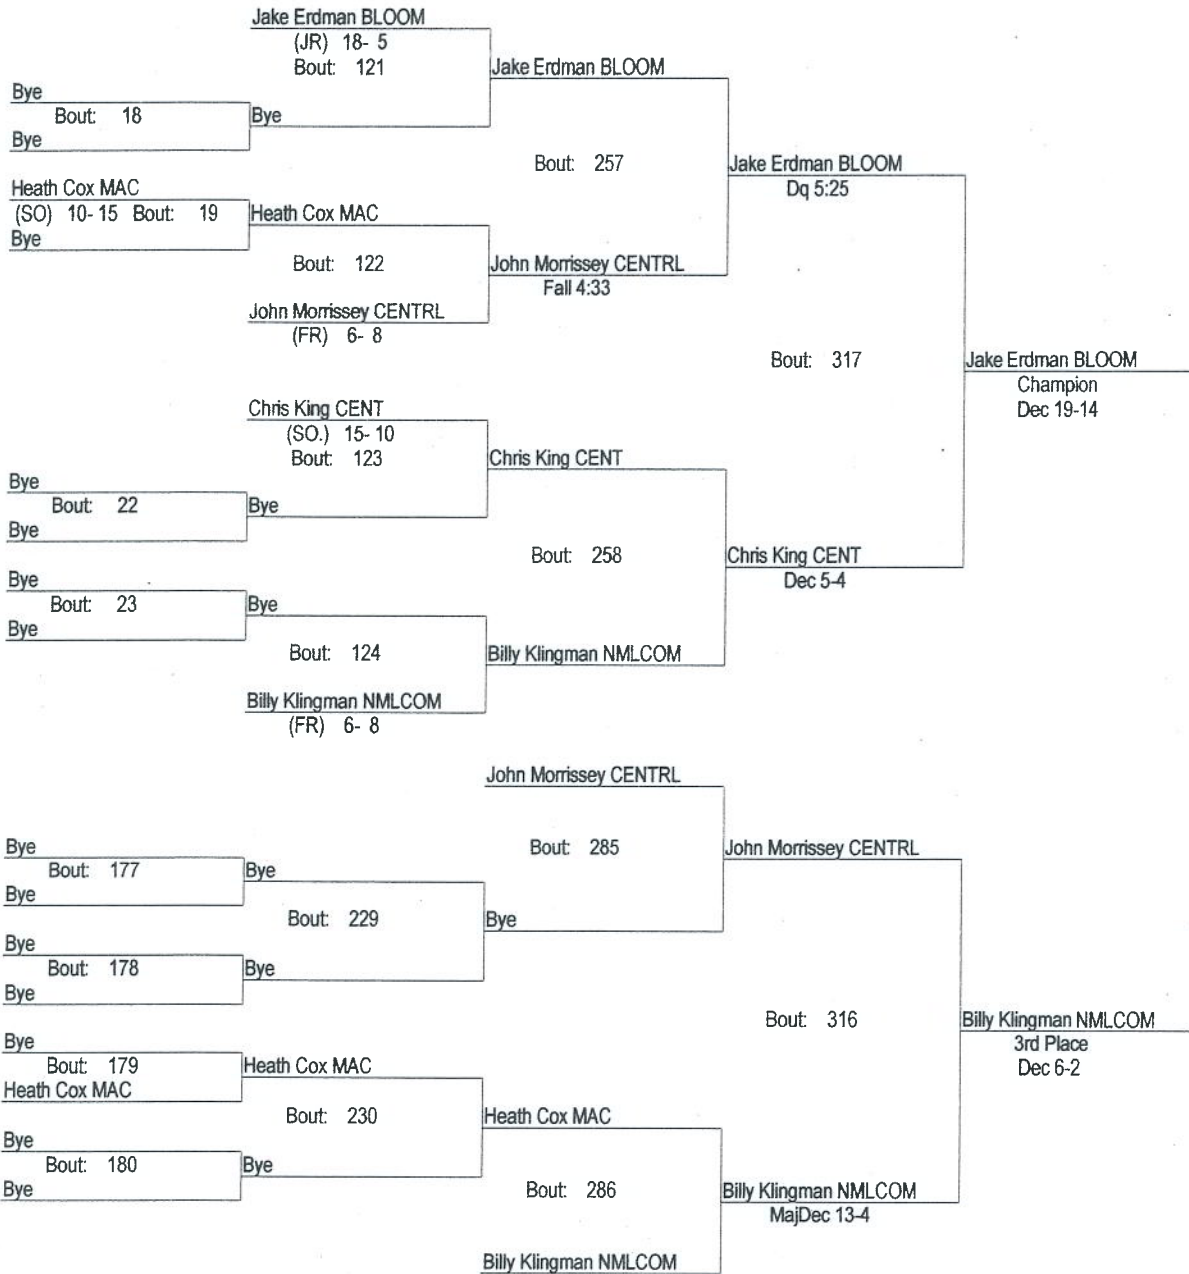 Jake Erdman BLOOM
(JR) 18- 5
Bout: 121
Jake Erdman BLOOM
Bye
Bout: 18
Bye
Bye
Bout: 257
Jake Erdman BLOOM
Dq 5:25
Heath Cox MAC
(SO) 10- 15 Bout: 19
Heath Cox MAC
Bye
Bout: 122
John Morrissey CENTRL
Fall 4:33
John Morrissey CENTRL
(FR) 6- 8
Bout: 317
Jake Erdman BLOOM
Champion
Dec 19-14
Chris King CENT
(SO.) 15- 10
Bout: 123
Chris King CENT
Bye
Bout: 22
Bye
Bye
Bout: 258
Chris King CENT
Dec 5-4
Bye
Bout: 23
Bye
Bye
Bout: 124
Billy Klingman NMLCOM
Billy Klingman NMLCOM
(FR) 6- 8
John Morrissey CENTRL
Bout: 285
John Morrissey CENTRL
Bye
Bout: 177
Bye
Bye
Bout: 229
Bye
Bye
Bout: 178
Bye
Bye
Bout: 316
Billy Klingman NMLCOM
3rd Place
Dec 6-2
Bye
Bout: 179
Heath Cox MAC
Heath Cox MAC
Bout: 230
Heath Cox MAC
Bye
Bout: 180
Bye
Bye
Bout: 286
Billy Klingman NMLCOM
MajDec 13-4
Billy Klingman NMLCOM